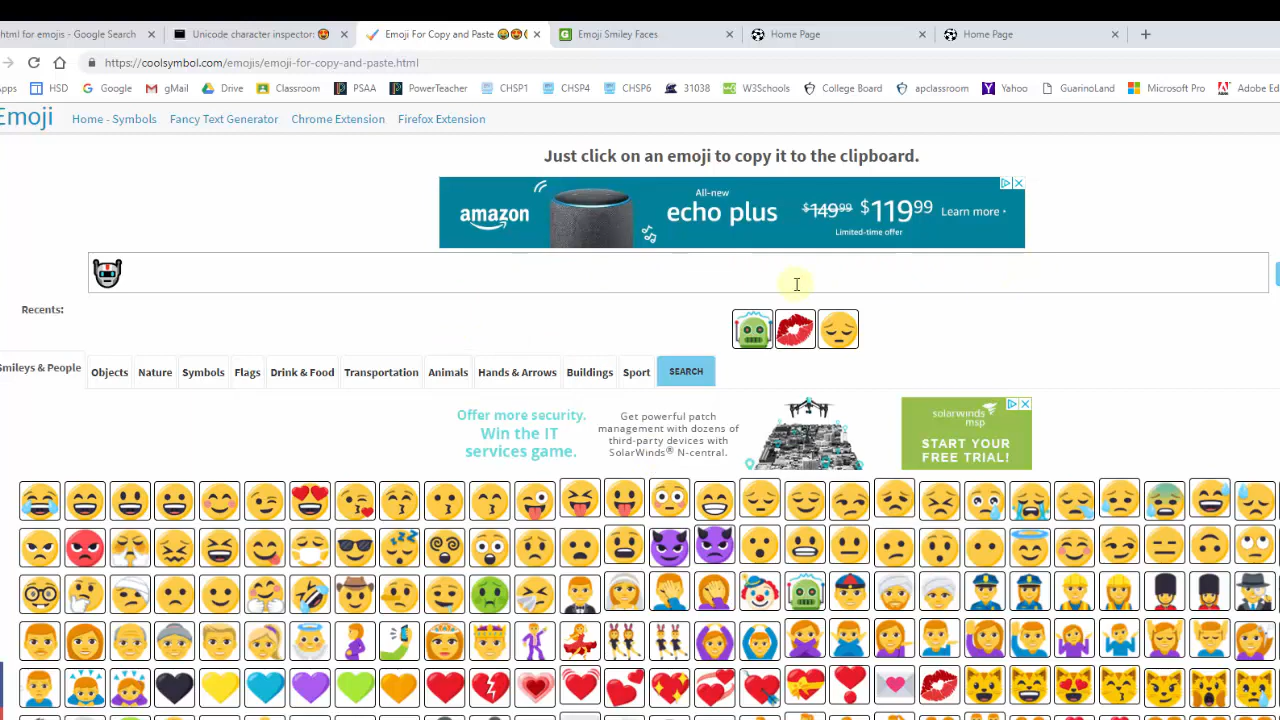 html for emojis - Google Search
Unicode character inspector:
Emoji For Copy and Paste
Emoji Smiley Faces
Home Page
Home Page
https://coolsymbol.com/emojis/emoji-for-copy-and-paste.html
pps
HSD
Google
gMail
Drive
Classroom
PSAA
PowerTeacher
CHSP1
CHSP4
CHSP6
31038
W3Schools
College Board
apclassroom
Yahoo
GuarinoLand
Microsoft Pro
Adobe Ed
Emoji
Home - Symbols
Fancy Text Generator
Chrome Extension
Firefox Extension
Just click on an emoji to copy it to the clipboard.
amazon
All-new
echo plus
$149.99 $119.99
Limited-time offer
Learn more
Recents:
Smileys & People
Objects
Nature
Symbols
Flags
Drink & Food
Transportation
Animals
Hands & Arrows
Buildings
Sport
SEARCH
Offer more security.
Win the IT
services game.
Get powerful patch
management with dozens of
third-party devices with
SolarWinds® N-central.
solarwinds
msp
START YOUR
FREE TRIAL!